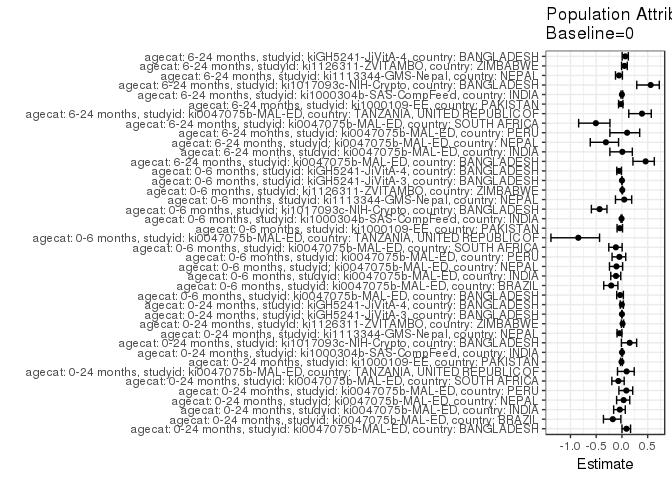 Population Attrib
Baseline=0
agecat: 6-24 months, studyid: kiGH5241-JiVitA-4, country: BANGLADESH
agecat: 6-24 months, studyid: ki1126311-ZVITAMBO, country: ZIMBABWE
agecat: 6-24 months, studyid: ki1113344-GMS-Nepal, country: NEPAL
agecat: 6-24 months, studyid: ki1017093c-NIH-Crypto, country: BANGLADESH
agecat: 6-24 months, studyid: ki1000304b-SAS-CompFeed, country: INDIA
agecat: 6-24 months, studyid: ki1000109-EE, country: PAKISTAN
agecat: 6-24 months, studyid: ki0047075b-MAL-ED, country: TANZANIA, UNITED REPUBLIC OF
agecat: 6-24 months, studyid: ki0047075b-MAL-ED, country: SOUTH AFRICA
agecat: 6-24 months, studyid: ki0047075b-MAL-ED, country: PERU
agecat: 6-24 months, studyid: ki0047075b-MAL-ED, country: NEPAL
agecat: 6-24 months, studyid: ki0047075b-MAL-ED, country: INDIA
agecat: 6-24 months, studyid: ki0047075b-MAL-ED, country: BANGLADESH
agecat: 0-6 months, studyid: kiGH5241-JiVitA-4, country: BANGLADESH
agecat: 0-6 months, studyid: kiGH5241-JiVitA-3, country: BANGLADESH
agecat: 0-6 months, studyid: ki1126311-ZVITAMBO, country: ZIMBABWE
agecat: 0-6 months, studyid: ki1113344-GMS-Nepal, country: NEPAL
agecat: 0-6 months, studyid: ki1017093c-NIH-Crypto, country: BANGLADESH
agecat: 0-6 months, studyid: ki1000304b-SAS-CompFeed, country: INDIA
agecat: 0-6 months, studyid: ki1000109-EE, country: PAKISTAN
agecat: 0-6 months, studyid: ki0047075b-MAL-ED, country: TANZANIA, UNITED REPUBLIC OF
agecat: 0-6 months, studyid: ki0047075b-MAL-ED, country: SOUTH AFRICA
agecat: 0-6 months, studyid: ki0047075b-MAL-ED, country: PERU
agecat: 0-6 months, studyid: ki0047075b-MAL-ED, country: NEPAL
agecat: 0-6 months, studyid: ki0047075b-MAL-ED, country: INDIA
agecat: 0-6 months, studyid: ki0047075b-MAL-ED, country: BRAZIL
agecat: 0-6 months, studyid: ki0047075b-MAL-ED, country: BANGLADESH
agecat: 0-24 months, studyid: kiGH5241-JiVitA-4, country: BANGLADESH
agecat: 0-24 months, studyid: kiGH5241-JiVitA-3, country: BANGLADESH
agecat: 0-24 months, studyid: ki1126311-ZVITAMBO, country: ZIMBABWE
agecat: 0-24 months, studyid: ki1113344-GMS-Nepal, country: NEPAL
agecat: 0-24 months, studyid: ki1017093c-NIH-Crypto, country: BANGLADESH
agecat: 0-24 months, studyid: ki1000304b-SAS-CompFeed, country: INDIA
agecat: 0-24 months, studyid: ki1000109-EE, country: PAKISTAN
agecat: 0-24 months, studyid: ki0047075b-MAL-ED, country: TANZANIA, UNITED REPUBLIC OF
agecat: 0-24 months, studyid: ki0047075b-MAL-ED, country: SOUTH AFRICA
agecat: 0-24 months, studyid: ki0047075b-MAL-ED, country: PERU
agecat: 0-24 months, studyid: ki0047075b-MAL-ED, country: NEPAL
agecat: 0-24 months, studyid: ki0047075b-MAL-ED, country: INDIA
agecat: 0-24 months, studyid: ki0047075b-MAL-ED, country: BRAZIL
agecat: 0-24 months, studyid: ki0047075b-MAL-ED, country: BANGLADESH
-1.0 -0.5 0.0 0.5
Estimate